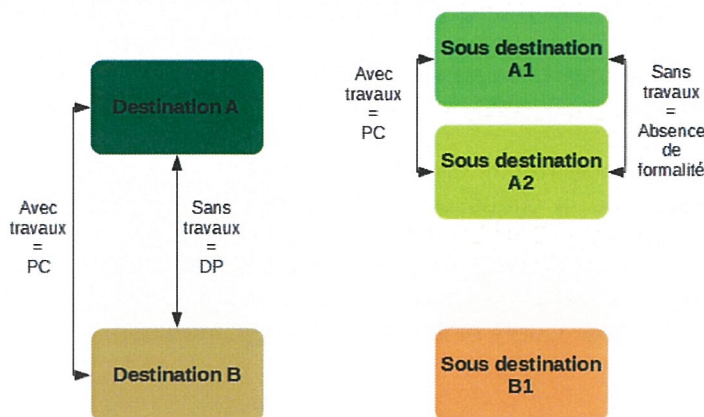 Destination A
Avec
travaux
=
PC
Sans
travaux
=
DP
Destination B
Sous destination
A1
Avec
travaux
=
PC
Sans
travaux
=
Absence
de
formalité
Sous destination
A2
Sous destination
B1